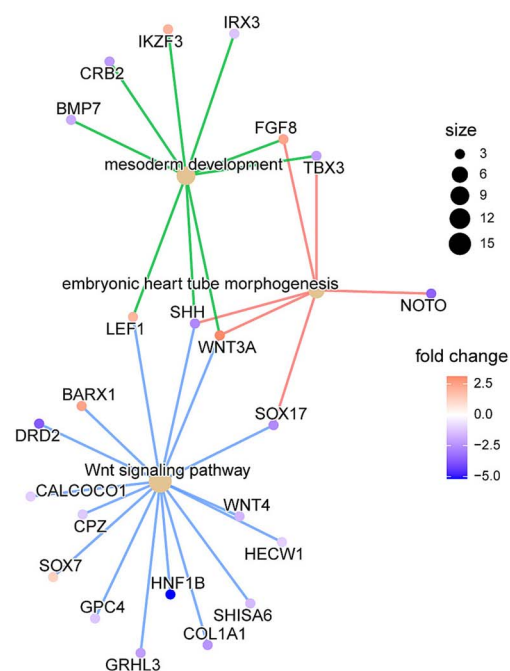 IRX3
IKZF3
CRB2
BMP7
FGF8
mesoderm development
TBX3
size
3
6
9
12
15
embryonic heart tube morphogenesis
NOTO
SHH
LEF1
WNT3A
fold change
2.5
0.0
−2.5
−5.0
BARX1
SOX17
DRD2
Wnt signaling pathway
CALCOCO1
WNT4
CPZ
HECW1
SOX7
HNF1B
GPC4
SHISA6
COL1A1
GRHL3